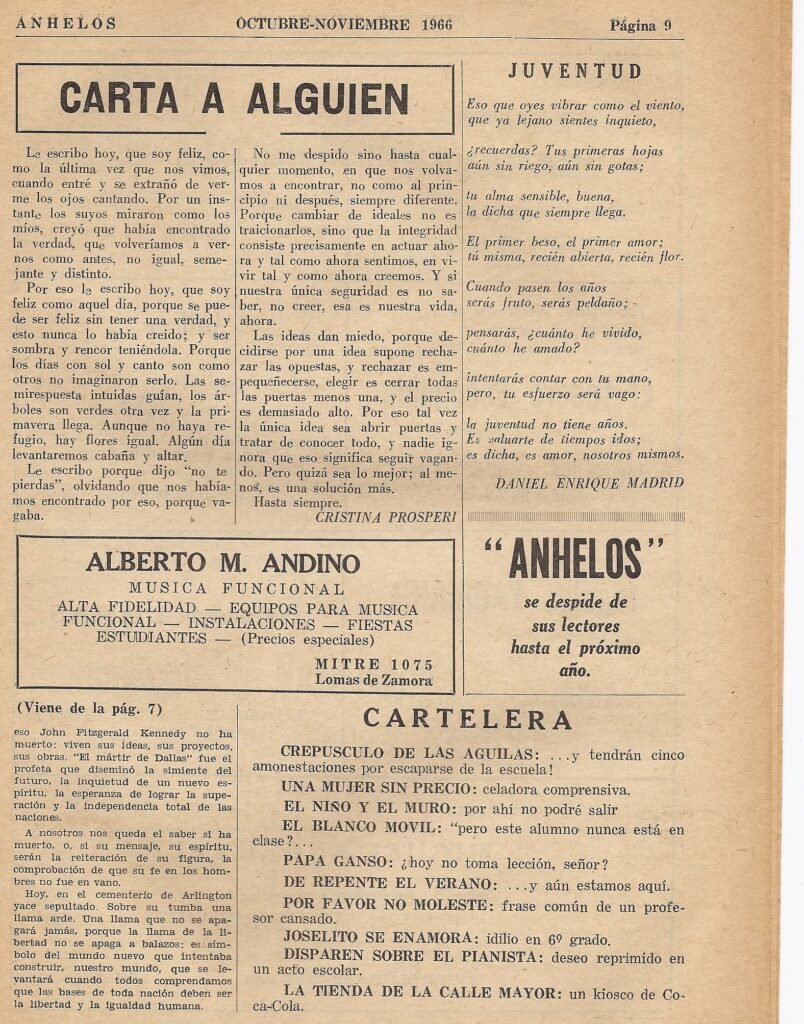 ANHELOS OCTUBRE-NOVIEMBRE 1966 Página 9
CARTA A ALGUIEN
Le escribo hoy, que soy feliz, co-
mo la última vez que nos vimos,
cuando entré y se extrañó de ver-
me los ojos cantando. Por un ins-
tante los suyos miraron como los
míos, creyó que había encontrado
la verdad, que volveríamos a ver-
nos como antes, no igual, seme-
jante y distinto.
Por eso le escribo hoy, que soy
feliz como aquel día, porque se pue-
de ser feliz sin tener una verdad, y
esto nunca lo había creido; y ser
sombra y rencor teniéndola. Porque
los días con sol y canto son como
otros no imaginaron serlo. Las se-
mirespuesta intuidas guían, los ár-
boles son verdes otra vez y la pri-
mavera llega. Aunque no haya re-
fugio, hay flores igual. Algún día
levantaremos cabaña y altar.
Le escribo porque dijo "no te
pierdas", olvidando que nos había-
mos encontrado por eso, porque va-
gaba.
No me despido sino hasta cual-
quier momento, en que nos volva-
mos a encontrar, no como al prin-
cipio ni después, siempre diferente.
Porque cambiar de ideales no es
traicionarlos, sino que la integridad
consiste precisamente en actuar aho-
ra y tal como ahora sentimos, en vi-
vir tal y como ahora creemos. Y si
nuestra única seguridad es no sa-
ber, no creer, esa es nuestra vida,
ahora.
Las ideas dan miedo, porque de-
cidirse por una idea supone recha-
zar las opuestas, y rechazar es em-
pequeñecerse, elegir es cerrar todas
las puertas menos una, y el precio
es demasiado alto. Por eso tal vez
la única idea sea abrir puertas y
tratar de conocer todo, y nadie ig-
nora que eso significa seguir vagan-
do. Pero quizá sea lo mejor; al me-
nos, es una solución más.
Hasta siempre.
CRISTINA PROSPERI
JUVENTUD
Eso que oyes vibrar como el viento,
que ya lejano sientes inquieto,
¿recuerdas? Tus primeras hojas
aún sin riego, aún sin gotas;
tu alma sensible, buena,
la dicha que siempre llega.
El primer beso, el primer amor;
tú misma, recién abierta, recién flor.
Cuando pasen los años
serás fruto, serás peldaño;
pensarás, ¿cuánto he vivido,
cuánto he amado?
intentarás contar con tu mano,
pero, tu esfuerzo será vago:
la juventud no tiene años.
Es baluarte de tiempos idos;
es dicha, es amor, nosotros mismos.
DANIEL ENRIQUE MADRID
ALBERTO M. ANDINO
MUSICA FUNCIONAL
ALTA FIDELIDAD — EQUIPOS PARA MUSICA
FUNCIONAL — INSTALACIONES — FIESTAS
ESTUDIANTES — (Precios especiales)
MITRE 1075
Lomas de Zamora
"ANHELOS"
se despide de
sus lectores
hasta el próximo
año.
(Viene de la pág. 7)
eso John Fitzgerald Kennedy no ha
muerto: viven sus ideas, sus proyectos,
sus obras. "El mártir de Dallas" fue el
profeta que diseminó la simiente del
futuro, la inquietud de un nuevo es-
píritu, la esperanza de lograr la supe-
ración y la independencia total de las
naciones.
A nosotros nos queda el saber si ha
muerto, o, si su mensaje, su espíritu,
serán la reiteración de su figura, la
comprobación de que su fe en los hom-
bres no fue en vano.
Hoy, en el cementerio de Arlington
yace sepultado. Sobre su tumba una
llama arde. Una llama que no se apa-
gará jamás, porque la llama de la li-
bertad no se apaga a balazos: es sím-
bolo del mundo nuevo que intentaba
construir, nuestro mundo, que se le-
vantará cuando todos comprendamos
que las bases de toda nación deben ser
la libertad y la igualdad humana.
CARTELERA
CREPUSCULO DE LAS AGUILAS: ...y tendrán cinco
amonestaciones por escaparse de la escuela!
UNA MUJER SIN PRECIO: celadora comprensiva.
EL NIÑO Y EL MURO: por ahí no podré salir
EL BLANCO MOVIL: "pero este alumno nunca está en
clase?...
PAPA GANSO: ¿hoy no toma lección, señor?
DE REPENTE EL VERANO: ...y aún estamos aquí.
POR FAVOR NO MOLESTE: frase común de un profe-
sor cansado.
JOSELITO SE ENAMORA: idilio en 6º grado.
DISPAREN SOBRE EL PIANISTA: deseo reprimido en
un acto escolar.
LA TIENDA DE LA CALLE MAYOR: un kiosco de Co-
ca-Cola.